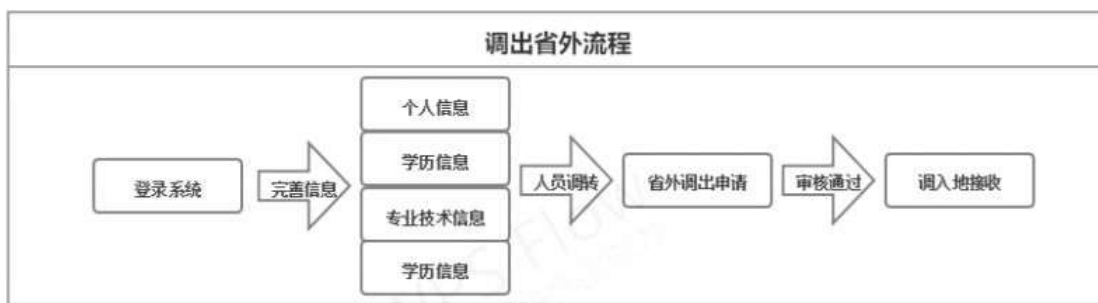 调出省外流程
登录系统
完善信息
个人信息
学历信息
专业技术信息
学历信息
人员调转
省外调出申请
审核通过
调入地接收